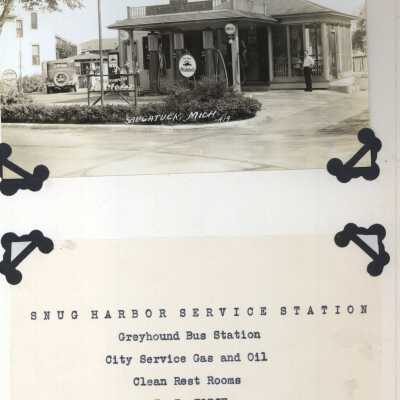 SAUGATUCK, MICH
SNUG HARBOR SERVICE STATION
Greyhound Bus Station
City Service Gas and Oil
Clean Rest Rooms